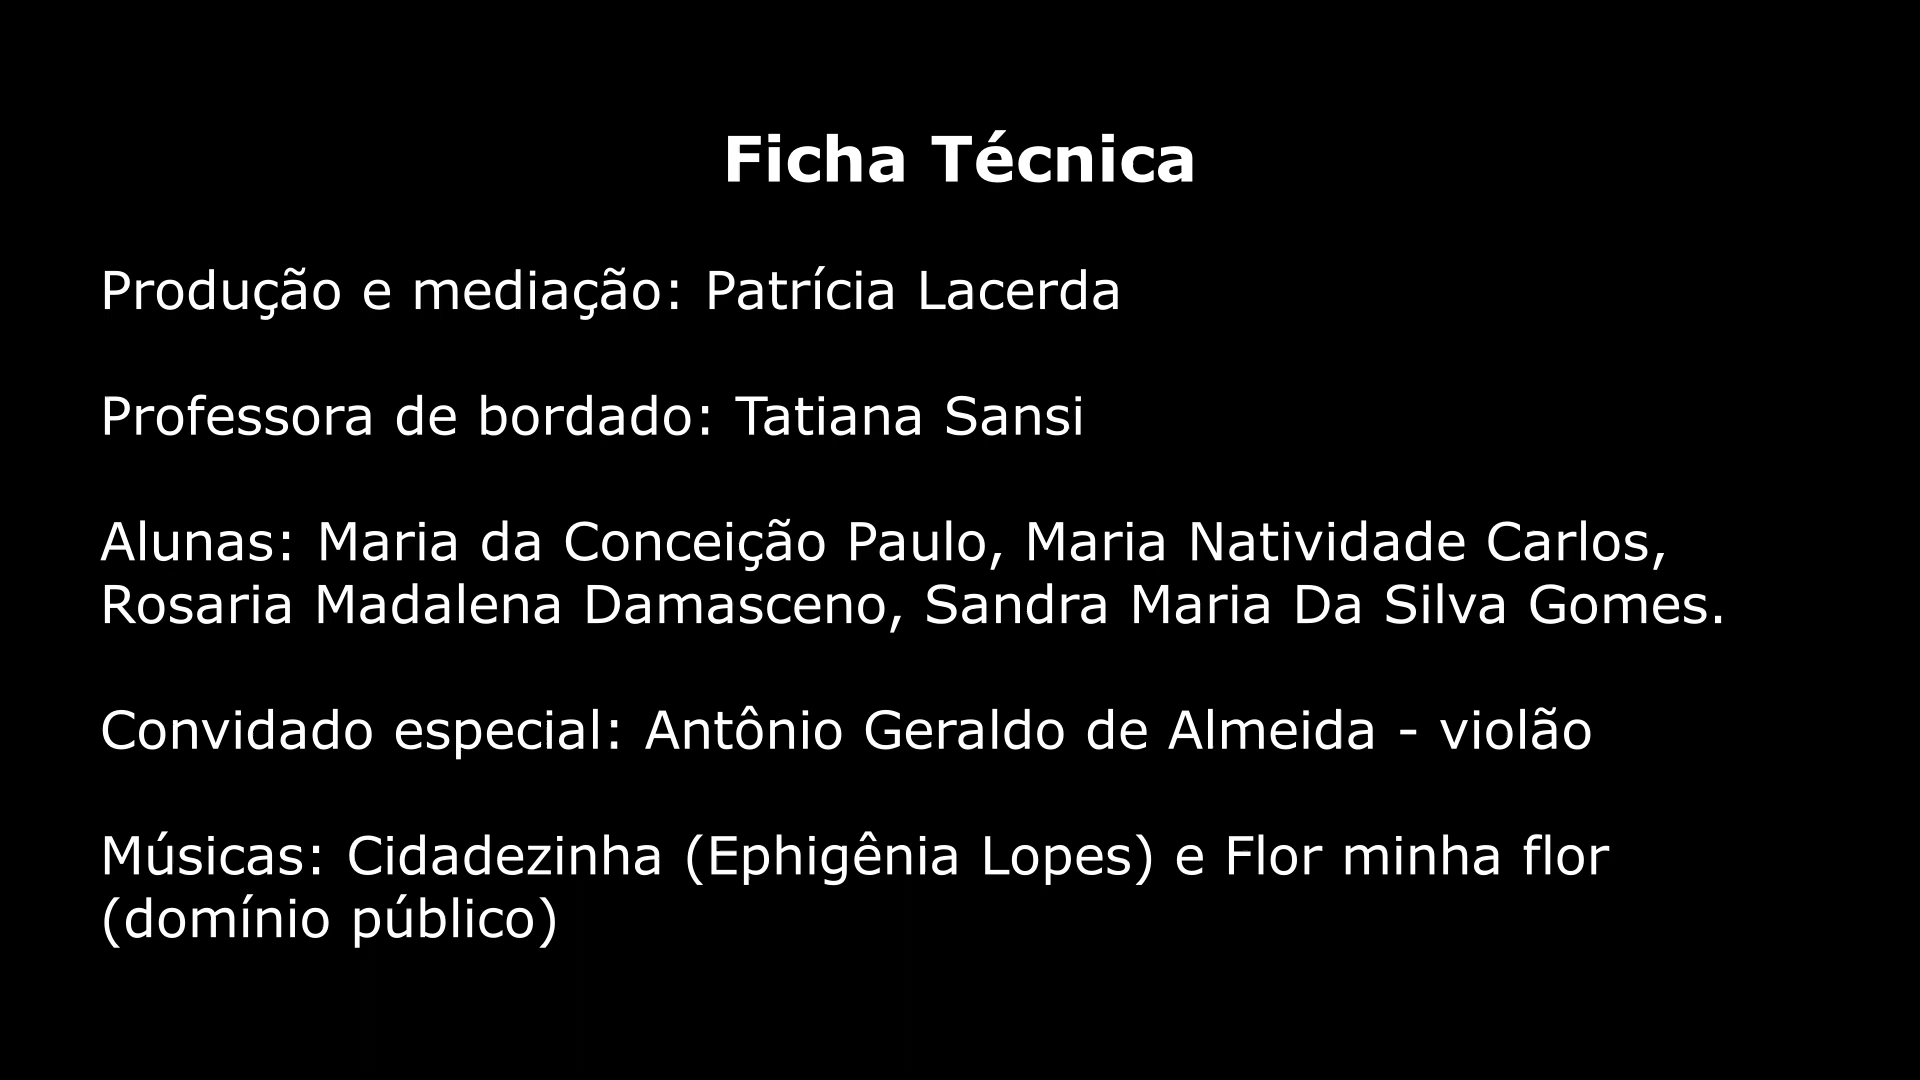 Ficha Técnica
Produção e mediação: Patrícia Lacerda
Professora de bordado: Tatiana Sansi
Alunas: Maria da Conceição Paulo, Maria Natividade Carlos,
Rosaria Madalena Damasceno, Sandra Maria Da Silva Gomes.
Convidado especial: Antônio Geraldo de Almeida - violão
Músicas: Cidadezinha (Ephigênia Lopes) e Flor minha flor
(domínio público)